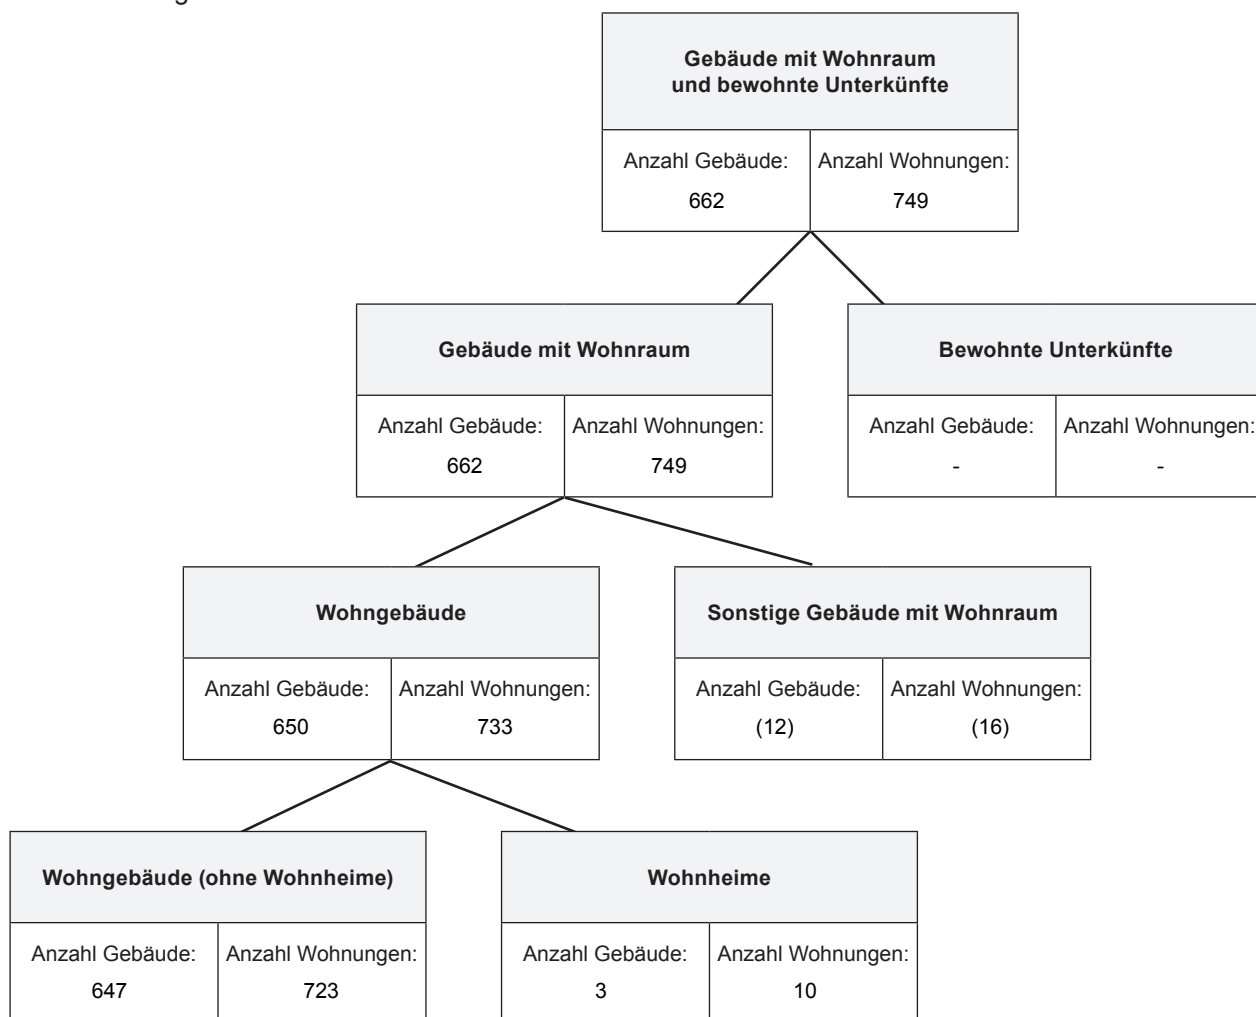 Gebäude mit Wohnraum
und bewohnte Unterkünfte
Anzahl Gebäude: Anzahl Wohnungen:
662 749
Gebäude mit Wohnraum
Anzahl Gebäude: Anzahl Wohnungen:
662 749
Bewohnte Unterkünfte
Anzahl Gebäude: Anzahl Wohnungen:
- -
Wohngebäude
Anzahl Gebäude: Anzahl Wohnungen:
650 733
Sonstige Gebäude mit Wohnraum
Anzahl Gebäude: Anzahl Wohnungen:
(12) (16)
Wohngebäude (ohne Wohnheime)
Anzahl Gebäude: Anzahl Wohnungen:
647 723
Wohnheime
Anzahl Gebäude: Anzahl Wohnungen:
3 10